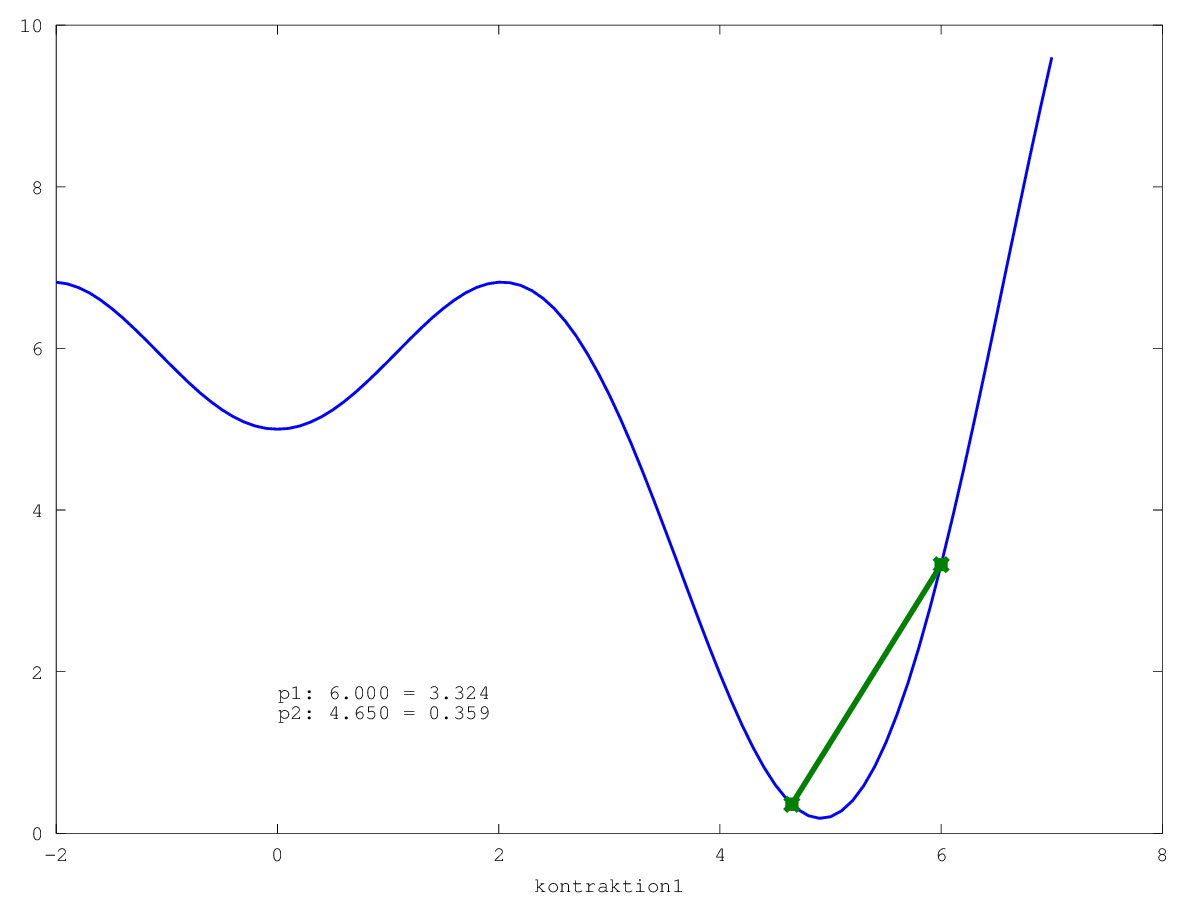 10
8
6
4
2
0
p1: 6.000 = 3.324
p2: 4.650 = 0.359
-2 0 2 4 6 8
kontraktion1